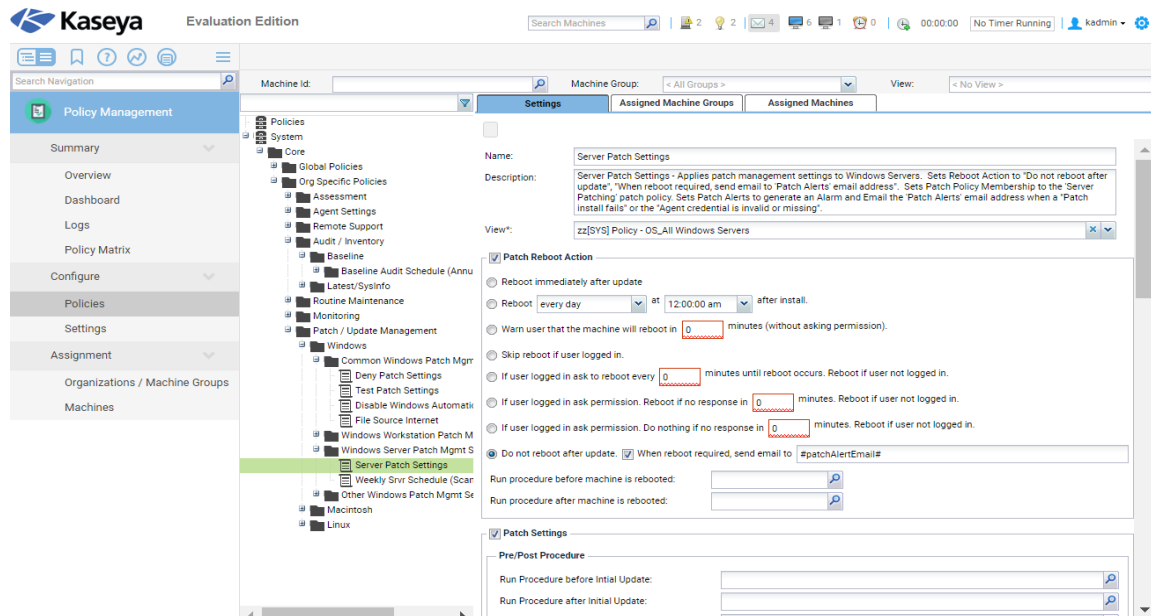 Kaseya
Evaluation Edition
Search Machines
2
2
4
6
1
0
00:00:00
No Timer Running
kadmin
Search Navigation
Machine Id:
Machine Group:
< All Groups >
View:
< No View >
Policy Management
Summary
Overview
Dashboard
Logs
Policy Matrix
Configure
Policies
Settings
Assignment
Organizations / Machine Groups
Machines
Policies
System
Core
Global Policies
Org Specific Policies
Assessment
Agent Settings
Remote Support
Audit / Inventory
Baseline
Baseline Audit Schedule (Annu
Latest/SysInfo
Routine Maintenance
Monitoring
Patch / Update Management
Windows
Common Windows Patch Mgm
Deny Patch Settings
Test Patch Settings
Disable Windows Automatic
File Source Internet
Windows Workstation Patch M
Windows Server Patch Mgmt S
Server Patch Settings
Weekly Srvr Schedule (Scan
Other Windows Patch Mgmt Se
Macintosh
Linux
Settings
Assigned Machine Groups
Assigned Machines
Name:
Server Patch Settings
Description:
Server Patch Settings - Applies patch management settings to Windows Servers. Sets Reboot Action to "Do not reboot after
update", "When reboot required, send email to 'Patch Alerts' email address". Sets Patch Policy Membership to the 'Server
Patching' patch policy. Sets Patch Alerts to generate an Alarm and Email the 'Patch Alerts' email address when a "Patch
install fails" or the "Agent credential is invalid or missing".
View*:
zz[SYS] Policy - OS_All Windows Servers
Patch Reboot Action
Reboot immediately after update
Reboot every day at 12:00:00 am after install.
Warn user that the machine will reboot in 0 minutes (without asking permission).
Skip reboot if user logged in.
If user logged in ask to reboot every 0 minutes until reboot occurs. Reboot if user not logged in.
If user logged in ask permission. Reboot if no response in 0 minutes. Reboot if user not logged in.
If user logged in ask permission. Do nothing if no response in 0 minutes. Reboot if user not logged in.
Do not reboot after update. When reboot required, send email to #patchAlertEmail#
Run procedure before machine is rebooted:
Run procedure after machine is rebooted:
Patch Settings
Pre/Post Procedure
Run Procedure before Intial Update:
Run Procedure after Initial Update: